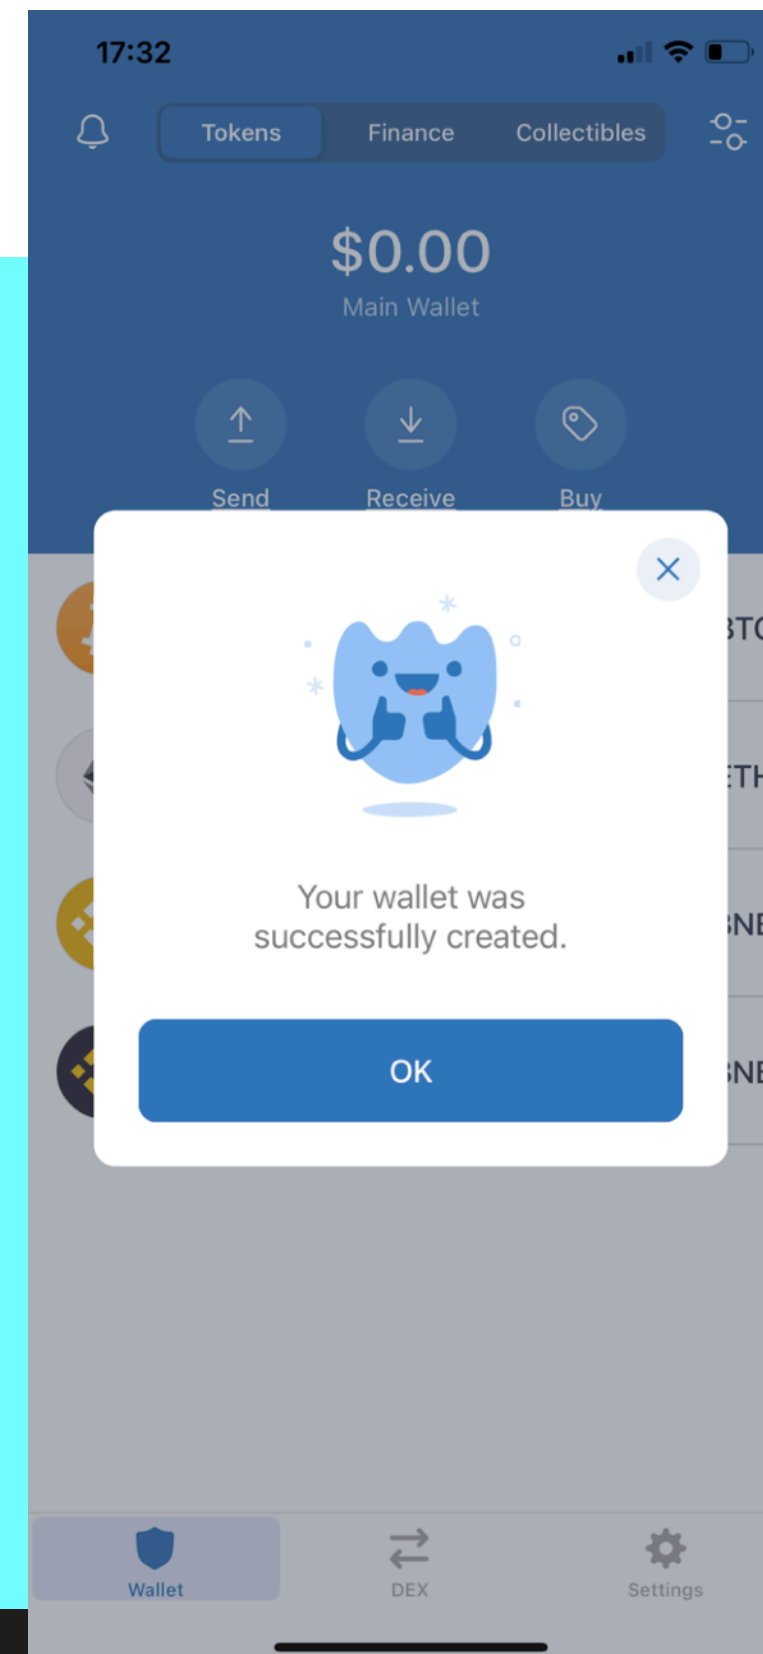 17:32
Tokens Finance Collectibles
$0.00
Main Wallet
Send Receive Buy
Your wallet was
successfully created.
OK
Wallet DEX Settings